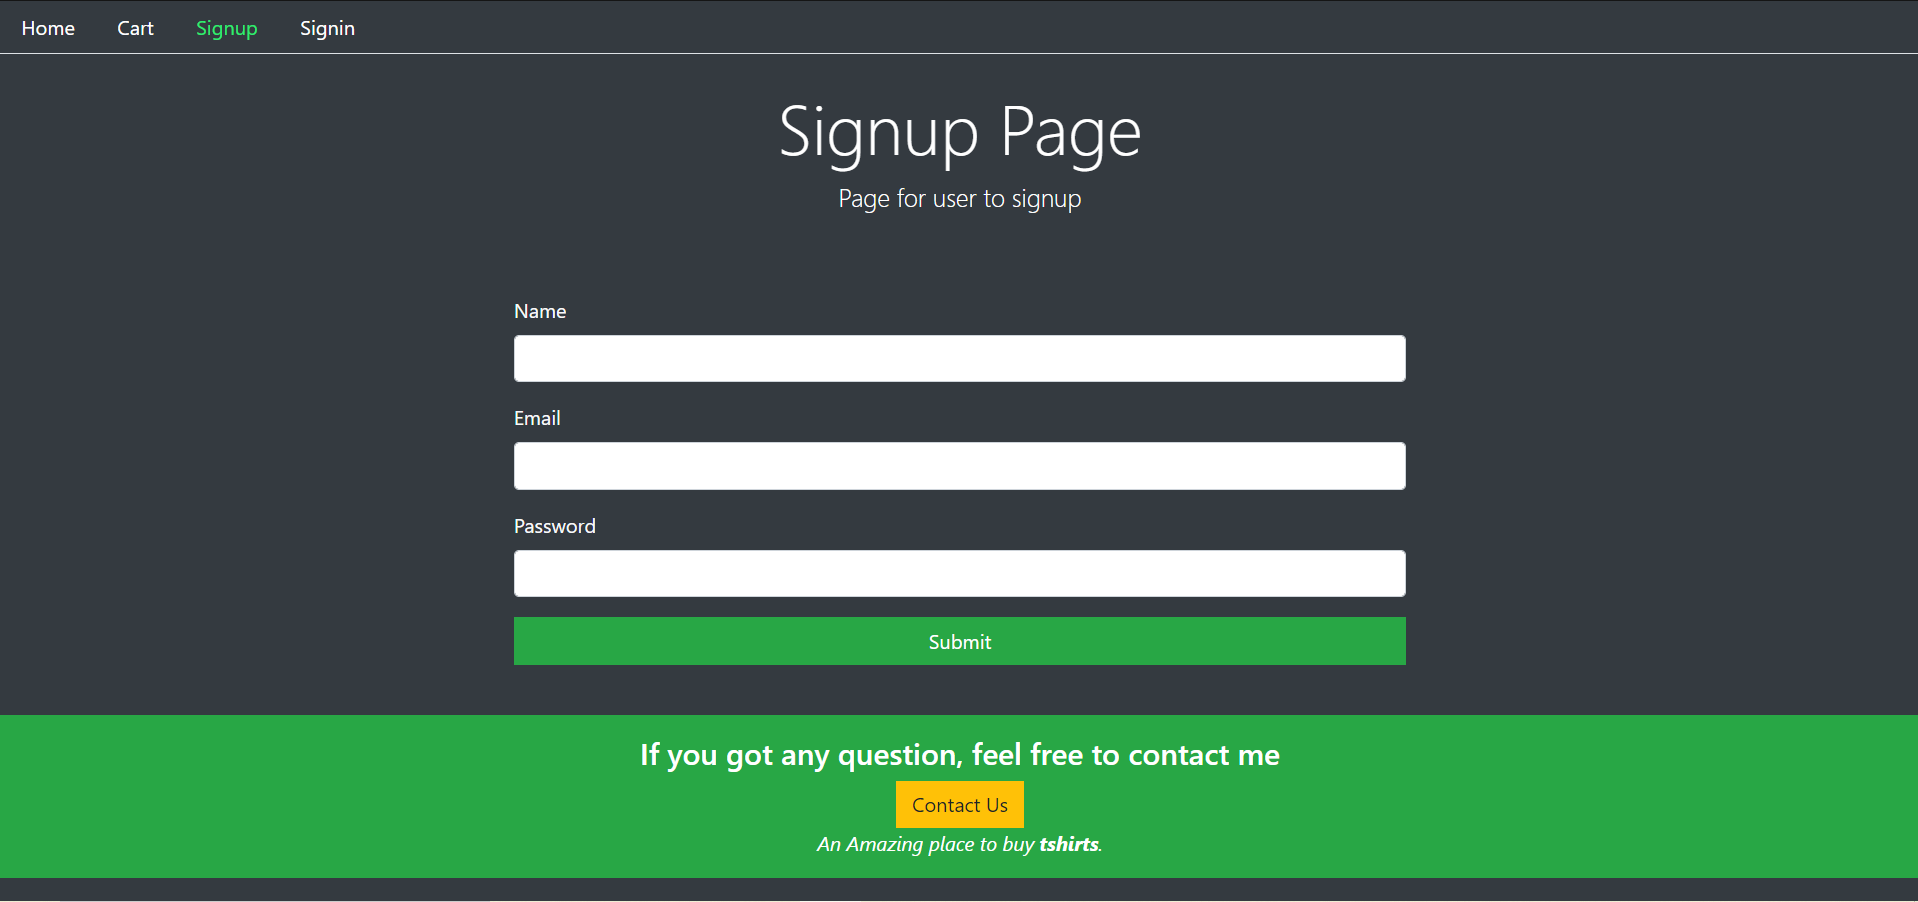 Home Cart Signup Signin
Signup Page
Page for user to signup
Name
Email
Password
Submit
If you got any question, feel free to contact me
Contact Us
An Amazing place to buy tshirts.